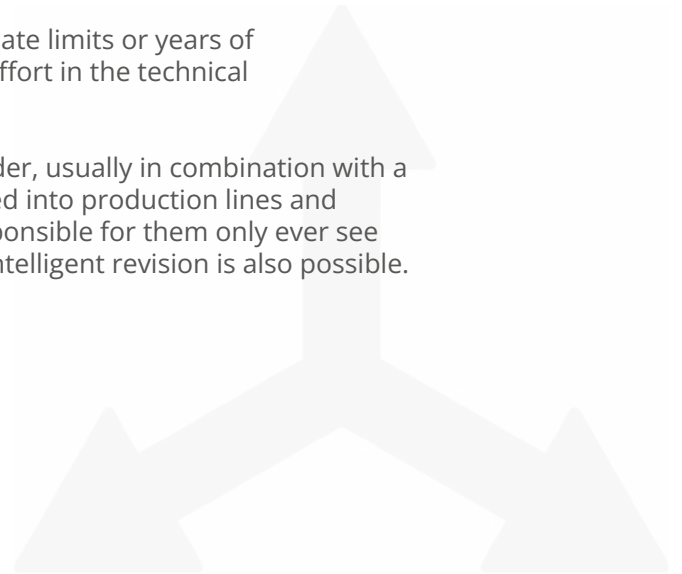 ate limits or years of
ffort in the technical
der, usually in combination with a
ed into production lines and
ponsible for them only ever see
ntelligent revision is also possible.